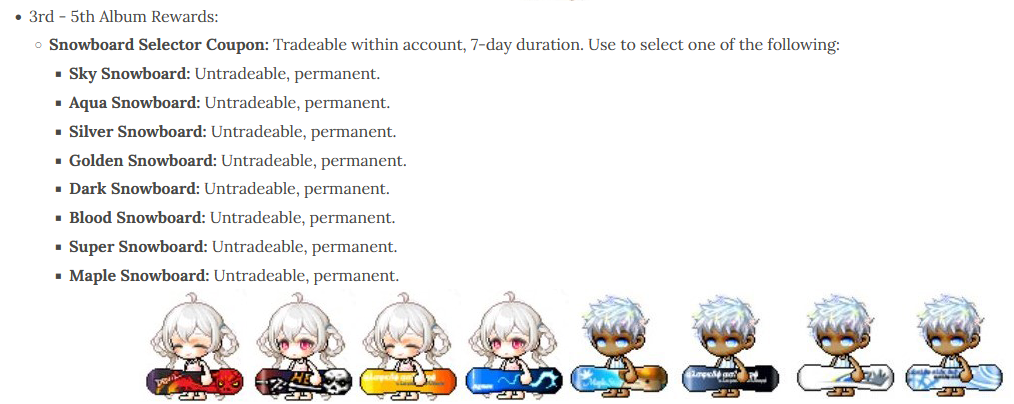 3rd - 5th Album Rewards:
Snowboard Selector Coupon: Tradeable within account, 7-day duration. Use to select one of the following:
Sky Snowboard: Untradeable, permanent.
Aqua Snowboard: Untradeable, permanent.
Silver Snowboard: Untradeable, permanent.
Golden Snowboard: Untradeable, permanent.
Dark Snowboard: Untradeable, permanent.
Blood Snowboard: Untradeable, permanent.
Super Snowboard: Untradeable, permanent.
Maple Snowboard: Untradeable, permanent.